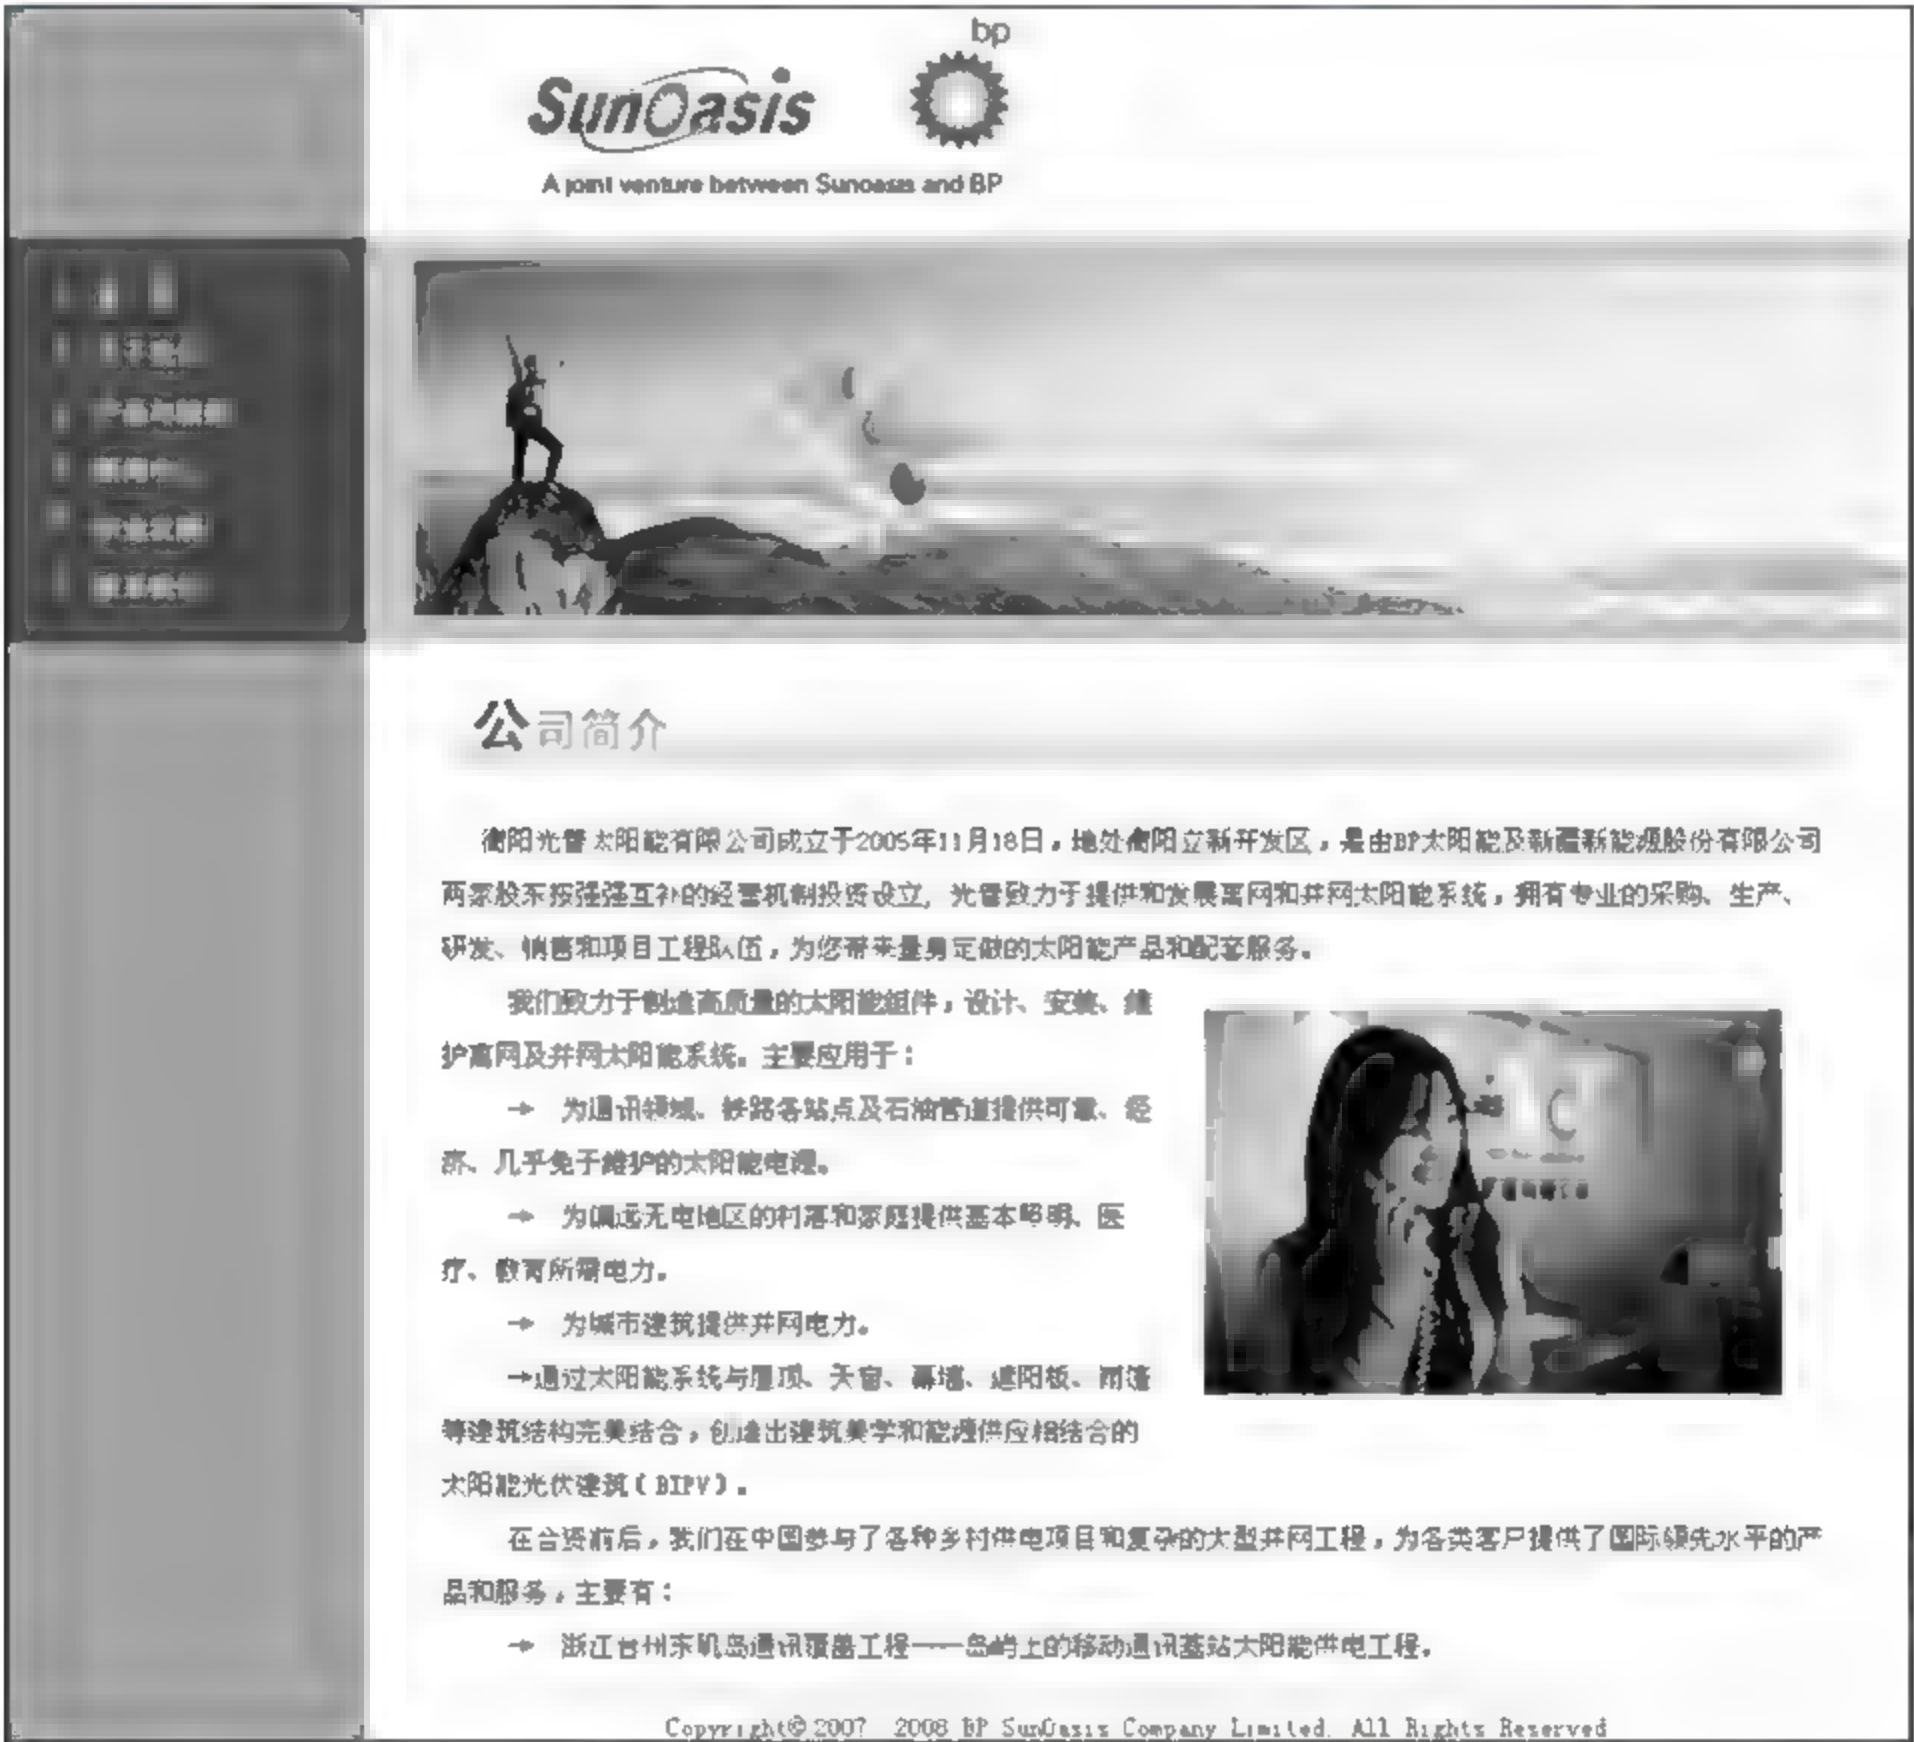 bp
SunOasis
A joint venture between Sunoasis and BP
公司简介
衡阳光普太阳能有限公司成立于2005年11月18日，地处衡阳立新开发区，是由BP太阳能及新疆新能源股份有限公司
两家股东按强强互补的经营机制投资设立，光普致力于提供和发展离网和并网太阳能系统，拥有专业的采购、生产、
研发、销售和项目工程队伍，为您带来量身定做的太阳能产品和配套服务。
我们致力于制造高质量的太阳能组件，设计、安装、维
护离网及并网太阳能系统。主要应用于：
→ 为通讯领域、铁路各站点及石油管道提供可靠、经
济、几乎免于维护的太阳能电源。
→ 为偏远无电地区的村落和家庭提供基本照明、医
疗、教育所需电力。
→ 为城市建筑提供并网电力。
→通过太阳能系统与屋顶、天窗、幕墙、遮阳板、雨篷
等建筑结构完美结合，创造出建筑美学和能源供应相结合的
太阳能光伏建筑（BIPV）。
在合资前后，我们在中国参与了各种乡村供电项目和复杂的大型并网工程，为各类客户提供了国际领先水平的产
品和服务，主要有：
→ 浙江台州东矶岛通讯覆盖工程——岛屿上的移动通讯基站太阳能供电工程。
Copyright© 2007 2008 BP SunOasis Company Limited. All Rights Reserved